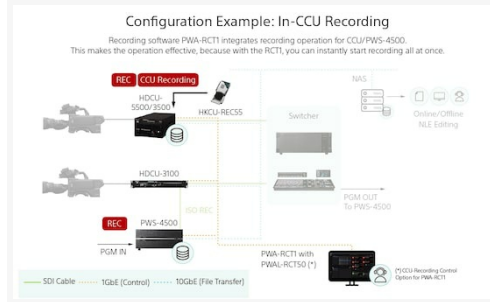 Configuration Example: In-CCU Recording
Recording software PWA-RCT1 integrates recording operation for CCU/PWS-4500.
This makes the operation effective, because with the RCT1, you can instantly start recording all at once.
REC
CCU Recording
HDCU-
5500/3500
HKCU-REC55
NAS
Switcher
Online/Offline
NLE Editing
HDCU-3100
ISO REC
PGM OUT
To PWS-4500
REC
PWS-4500
PGM IN
PWA-RCT1 with
PWAL-RCT50 (*)
(*) CCU-Recording Control
Option for PWA-RCT1
SDI Cable
1GbE (Control)
10GbE (File Transfer)